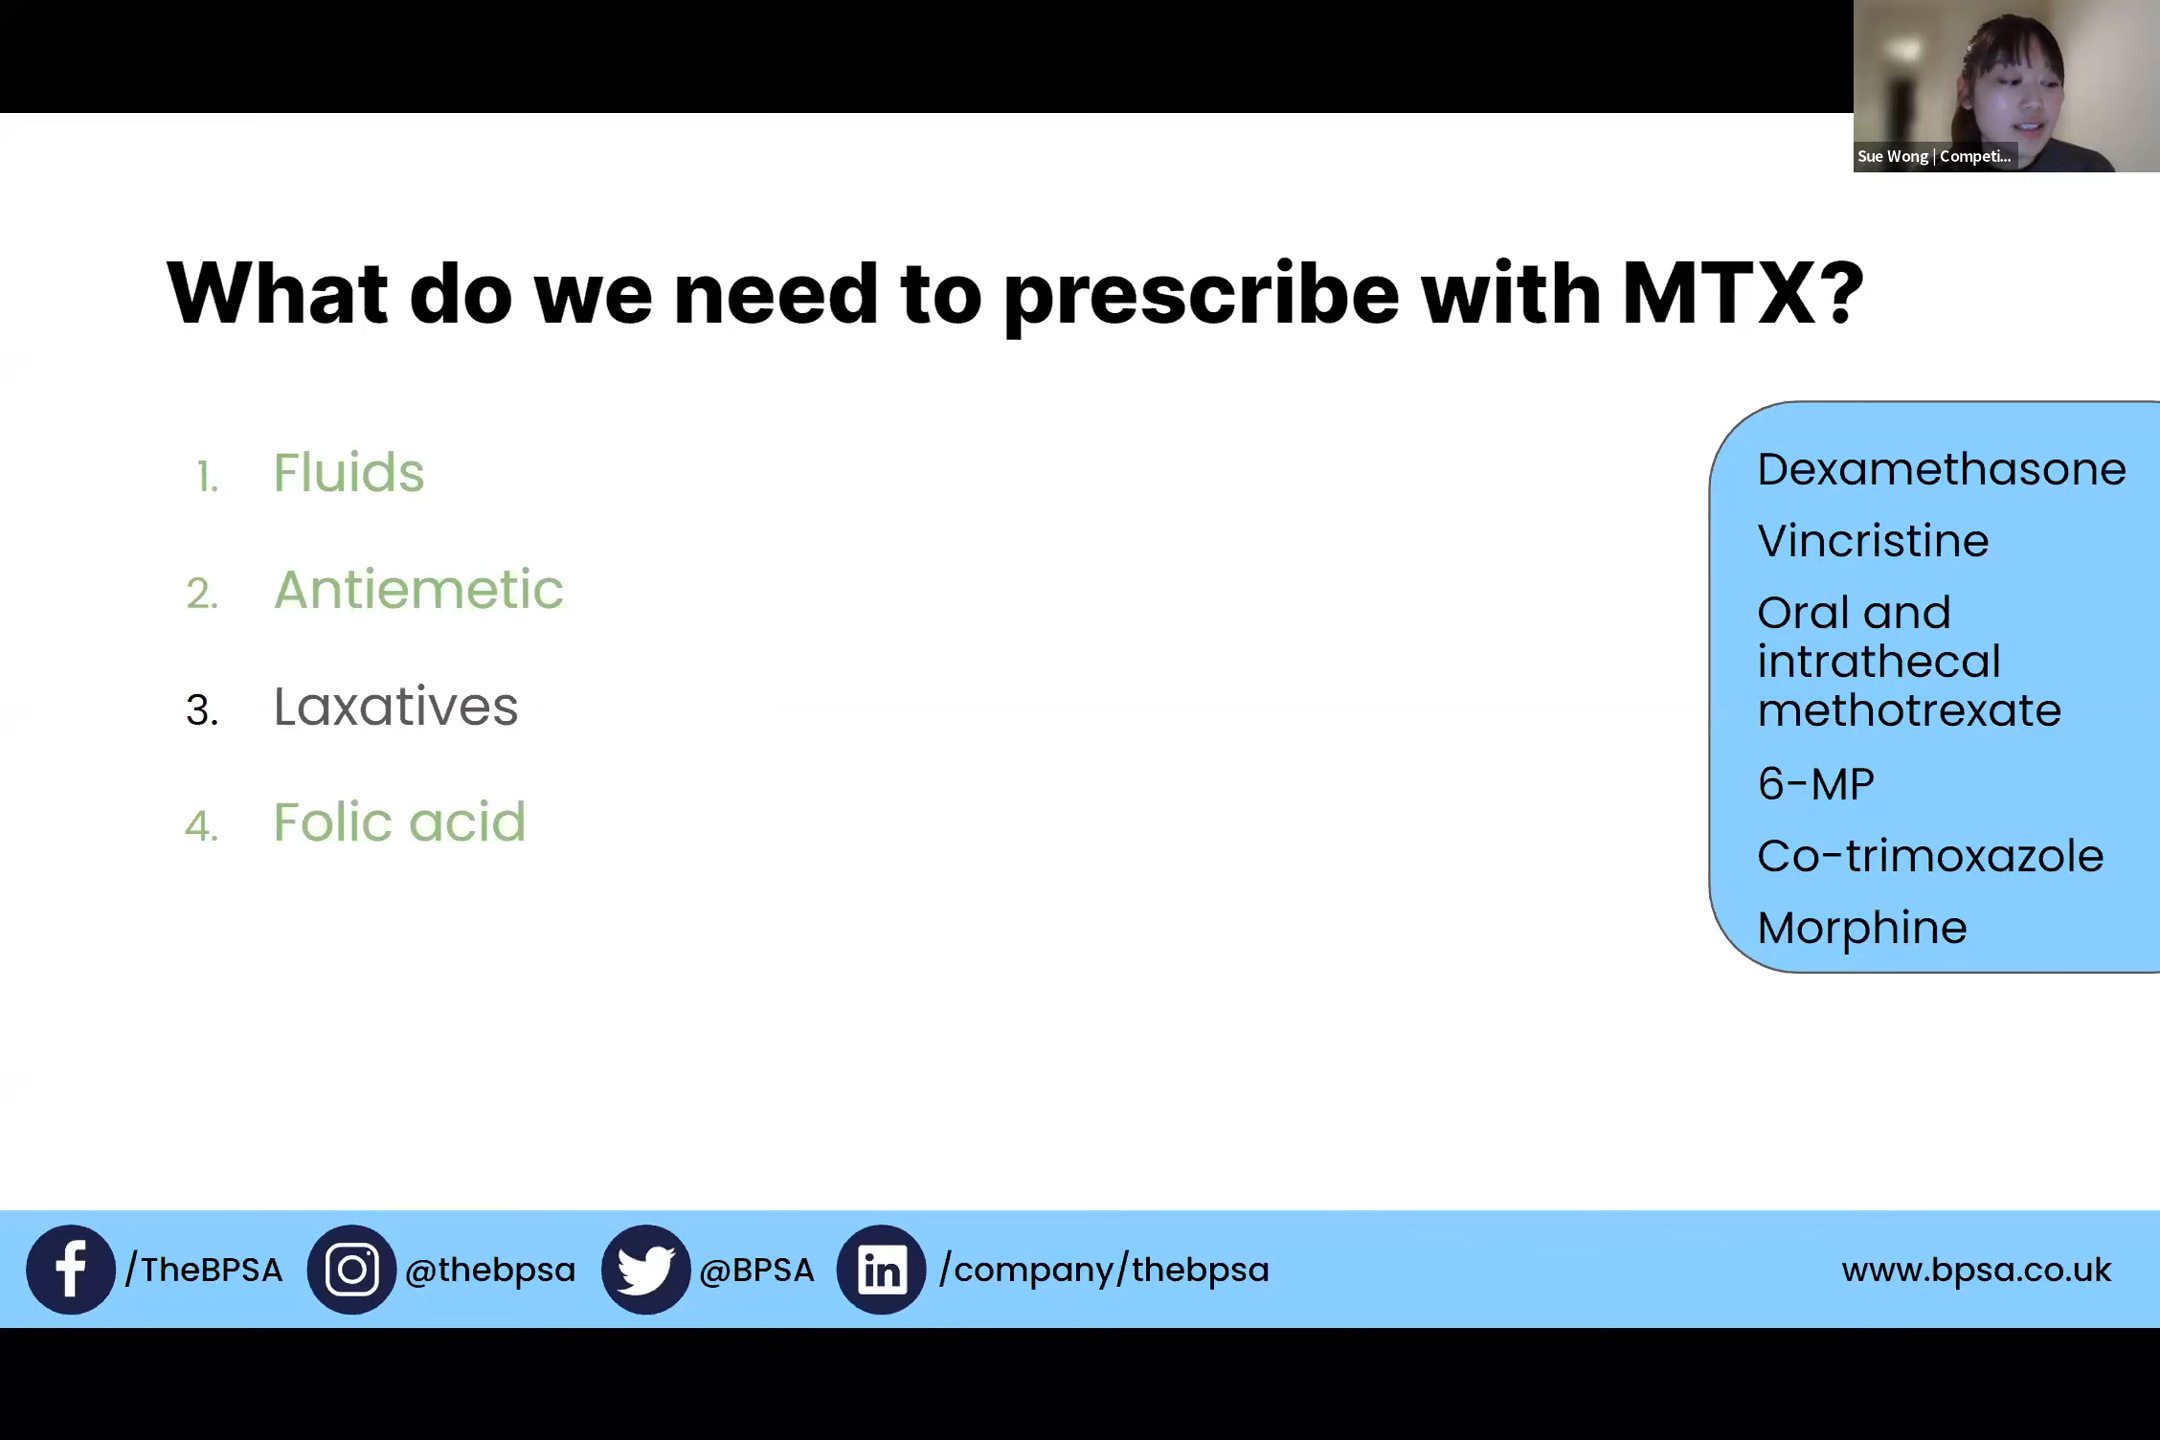 Sue Wong | Competi...
What do we need to prescribe with MTX?
1. Fluids
2. Antiemetic
3. Laxatives
4. Folic acid
Dexamethasone
Vincristine
Oral and
intrathecal
methotrexate
6-MP
Co-trimoxazole
Morphine
/TheBPSA @thebpsa @BPSA /company/thebpsa www.bpsa.co.uk